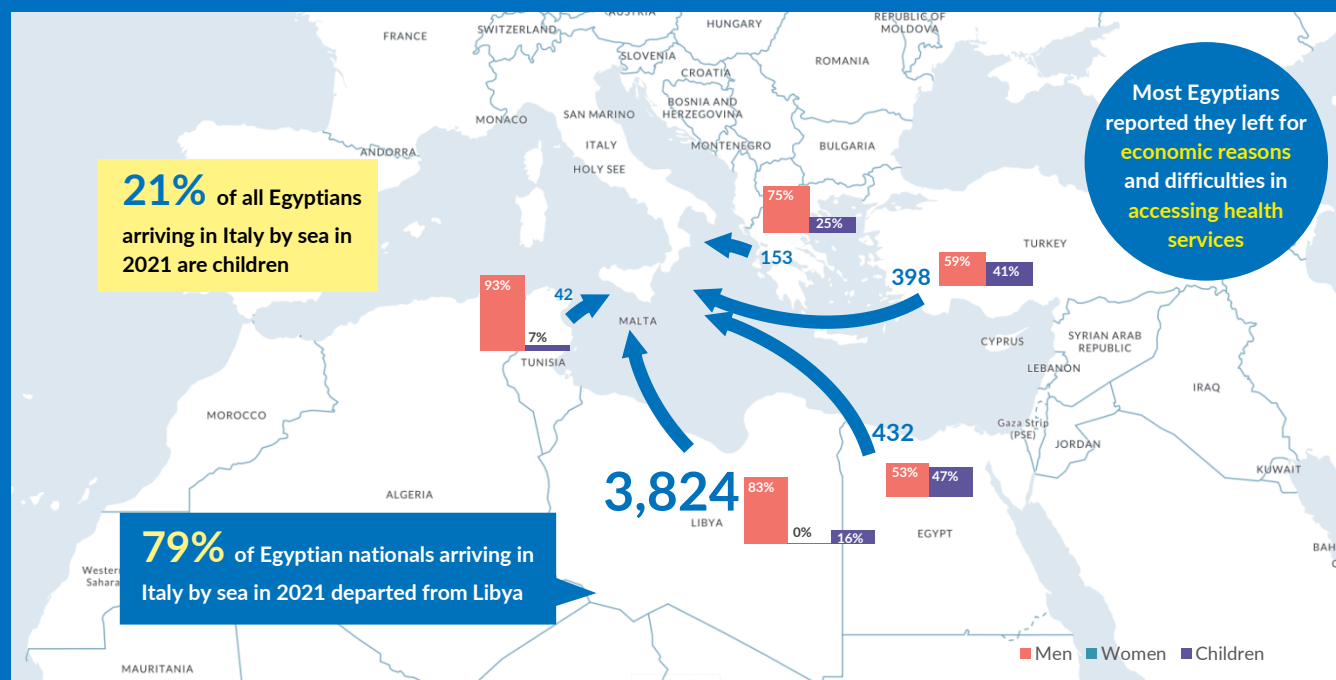 FRANCE
SWITZERLAND
AUSTRIA
HUNGARY
REPUBLIC OF
MOLDOVA
SLOVENIA
CROATIA
ROMANIA
BOSNIA AND
HERZEGOVINA
MONACO
SAN MARINO
ITALY
HOLY SEE
MONTENEGRO
BULGARIA
ANDORRA
Most Egyptians
reported they left for
economic reasons
and difficulties in
accessing health
services
21% of all Egyptians
arriving in Italy by sea in
2021 are children
75%
25%
153
TURKEY
59%
41%
398
93%
7%
42
MALTA
TUNISIA
CYPRUS
SYRIAN ARAB
REPUBLIC
LEBANON
IRAQ
MOROCCO
Gaza Strip
(PSE)
JORDAN
KUWAIT
432
53%
47%
EGYPT
3,824
83%
0%
16%
LIBYA
ALGERIA
79% of Egyptian nationals arriving in
Italy by sea in 2021 departed from Libya
Western
Sahara
BAH
MAURITANIA
Men
Women
Children